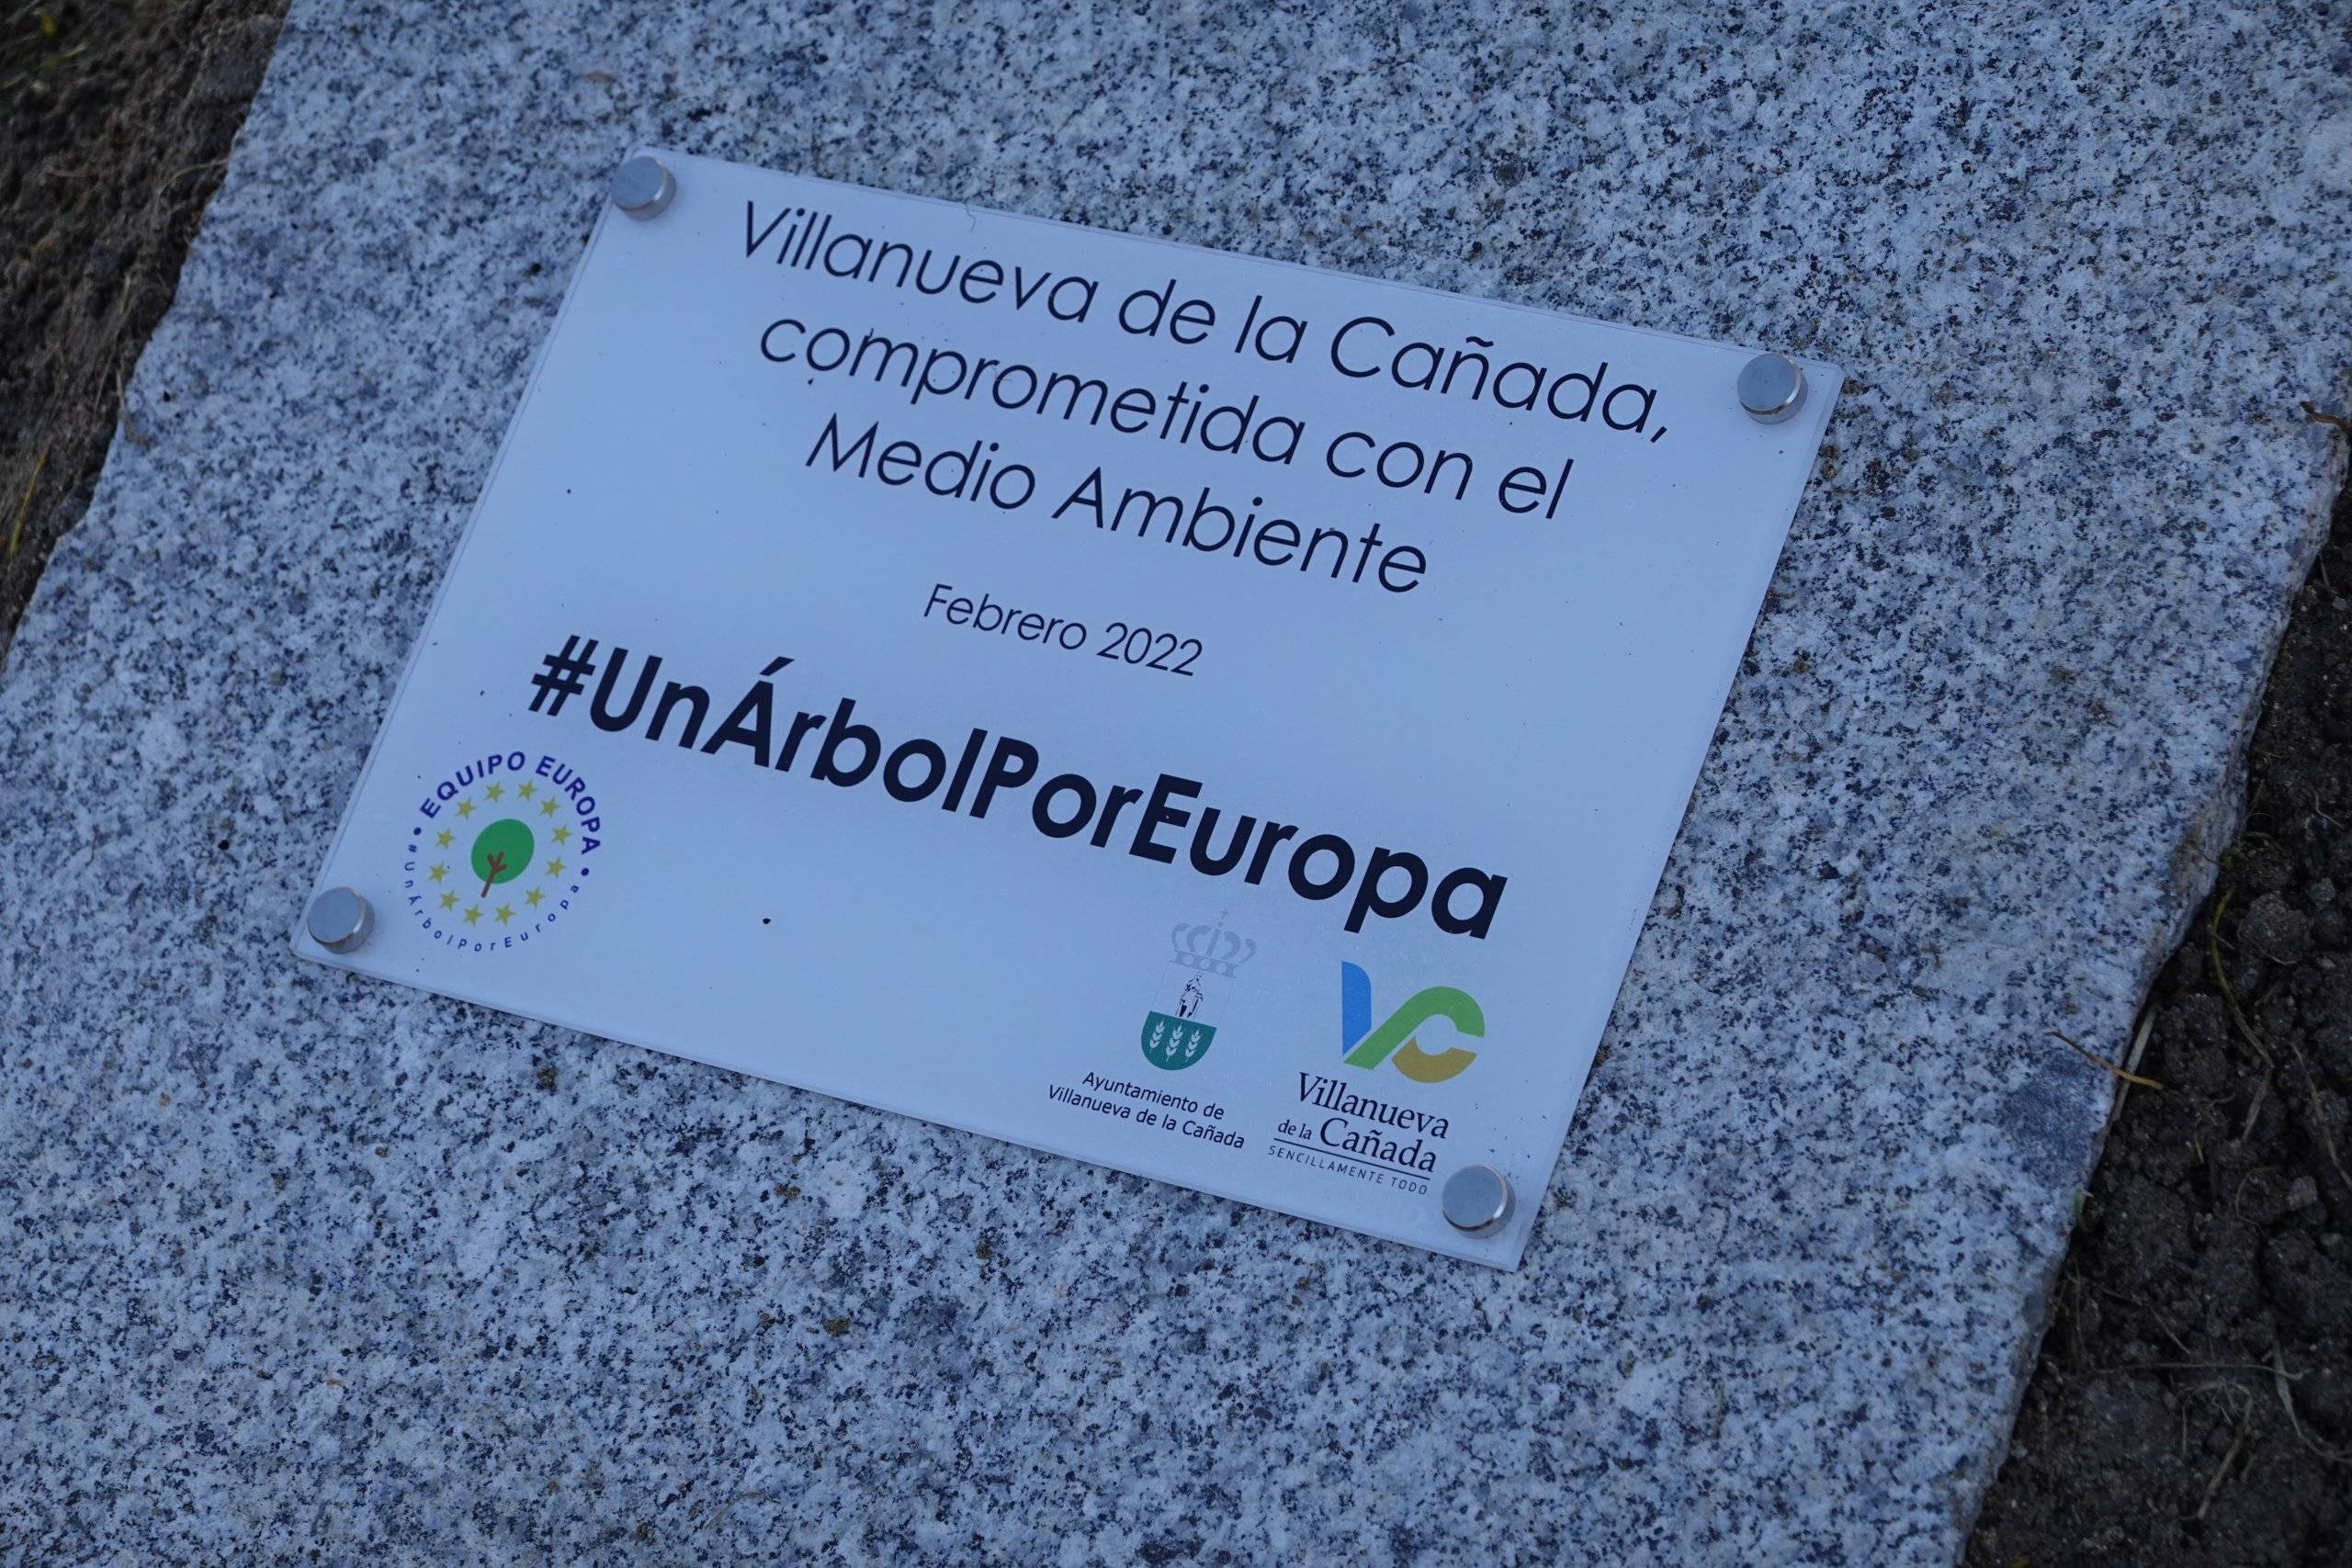 Villanueva de la Cañada,
comprometida con el
Medio Ambiente
Febrero 2022
#UnÁrbolPorEuropa
EQUIPO EUROPA
#UnÁrbolPorEuropa
Ayuntamiento de
Villanueva de la Cañada
Villanueva
de la Cañada
SENCILLAMENTE TODO